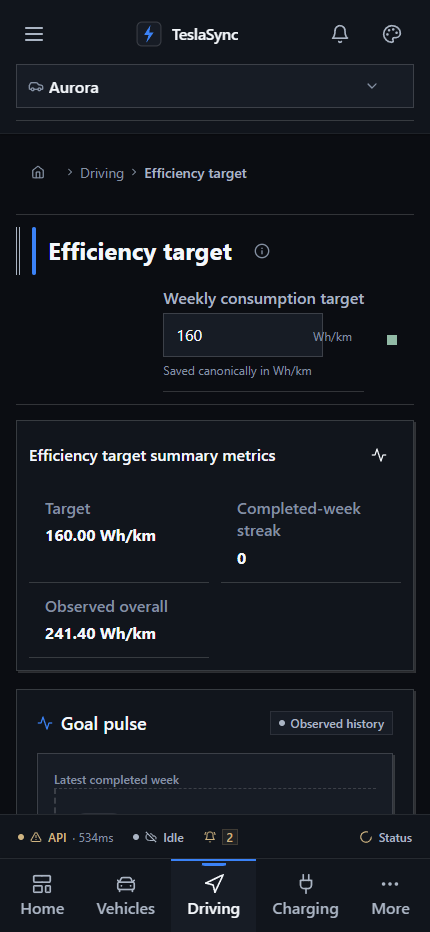 TeslaSync
Aurora
Driving
Efficiency target
Efficiency target
Weekly consumption target
160
Wh/km
Saved canonically in Wh/km
Efficiency target summary metrics
Target
160.00 Wh/km
Completed-week
streak
0
Observed overall
241.40 Wh/km
Goal pulse
Observed history
Latest completed week
API · 534ms
Idle
2
Status
Home
Vehicles
Driving
Charging
More